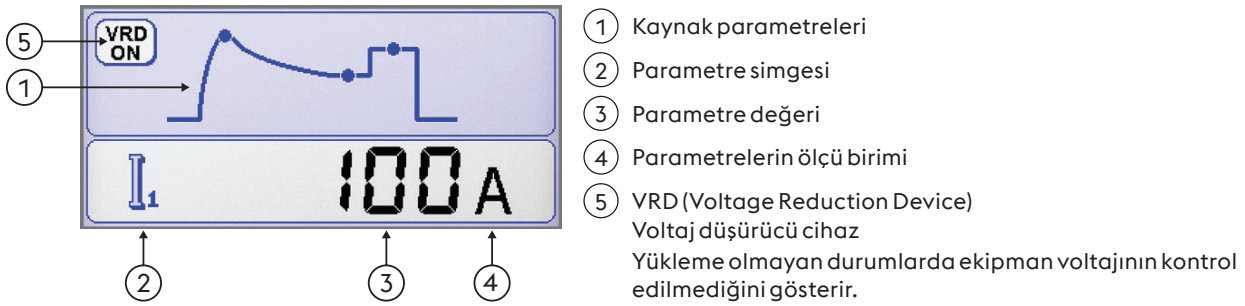 5
VRD
ON
1
I1
100 A
2
3
4
1 Kaynak parametreleri
2 Parametre simgesi
3 Parametre değeri
4 Parametrelerin ölçü birimi
5 VRD (Voltage Reduction Device)
Voltaj düşürücü cihaz
Yükleme olmayan durumlarda ekipman voltajının kontrol
edilmediğini gösterir.